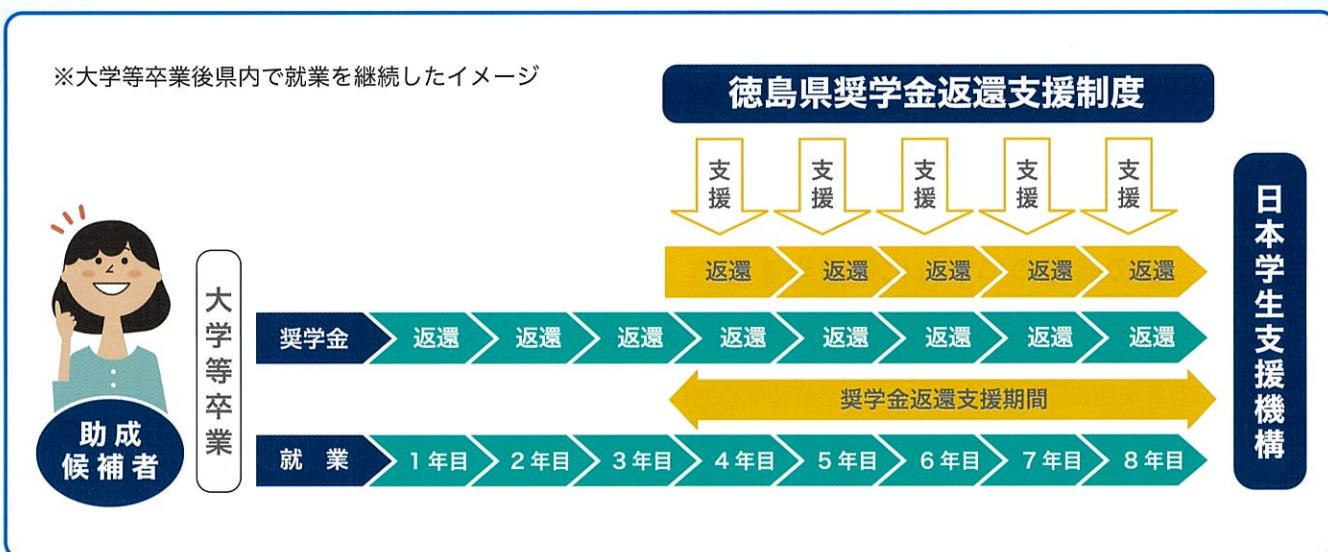 ※大学等卒業後県内で就業を継続したイメージ
徳島県奨学金返還支援制度
支援 支援 支援 支援 支援
返還 返還 返還 返還 返還
奨学金 返還 返還 返還 返還 返還 返還 返還 返還
奨学金返還支援期間
就業 1年目 2年目 3年目 4年目 5年目 6年目 7年目 8年目
大学等卒業
助成
候補者
日本学生支援機構